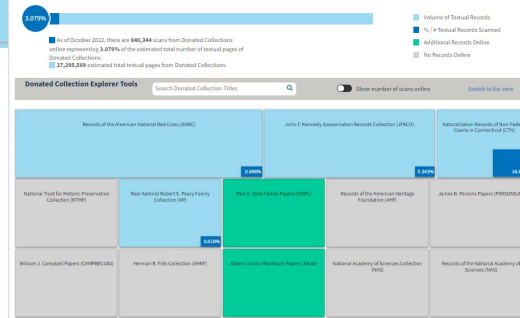 3.079%
As of October 2022, there are 840,344 scans from Donated Collections
online representing 3.079% of the estimated total number of textual pages of
Donated Collections.
27,295,589 estimated total textual pages from Donated Collections
Volume of Textual Records
% / # Textual Records Scanned
Additional Records Online
No Records Online
Donated Collection Explorer Tools
Search Donated Collection Titles
Show number of scans online
Switch to list view
Records of the American National Red Cross (ANRC)
0.698%
John F. Kennedy Assassination Records Collection (JFKCO)
0.343%
Naturalization Records of Non-Fede
Courts in Connecticut (CTN)
16.
National Trust for Historic Preservation
Collection (NTHP)
Rear Admiral Robert E. Peary Family
Collection (XP)
0.018%
Paul A. Siple Family Papers
Records of the American Heritage
Foundation (AHF)
James B. Parsons Papers
William J. Campbell Papers
Herman R. Friis Collection
Albert Lincoln Washburn Papers
National Academy of Sciences Collection
(NAS)
Records of the National Academy of
Sciences (NAS)